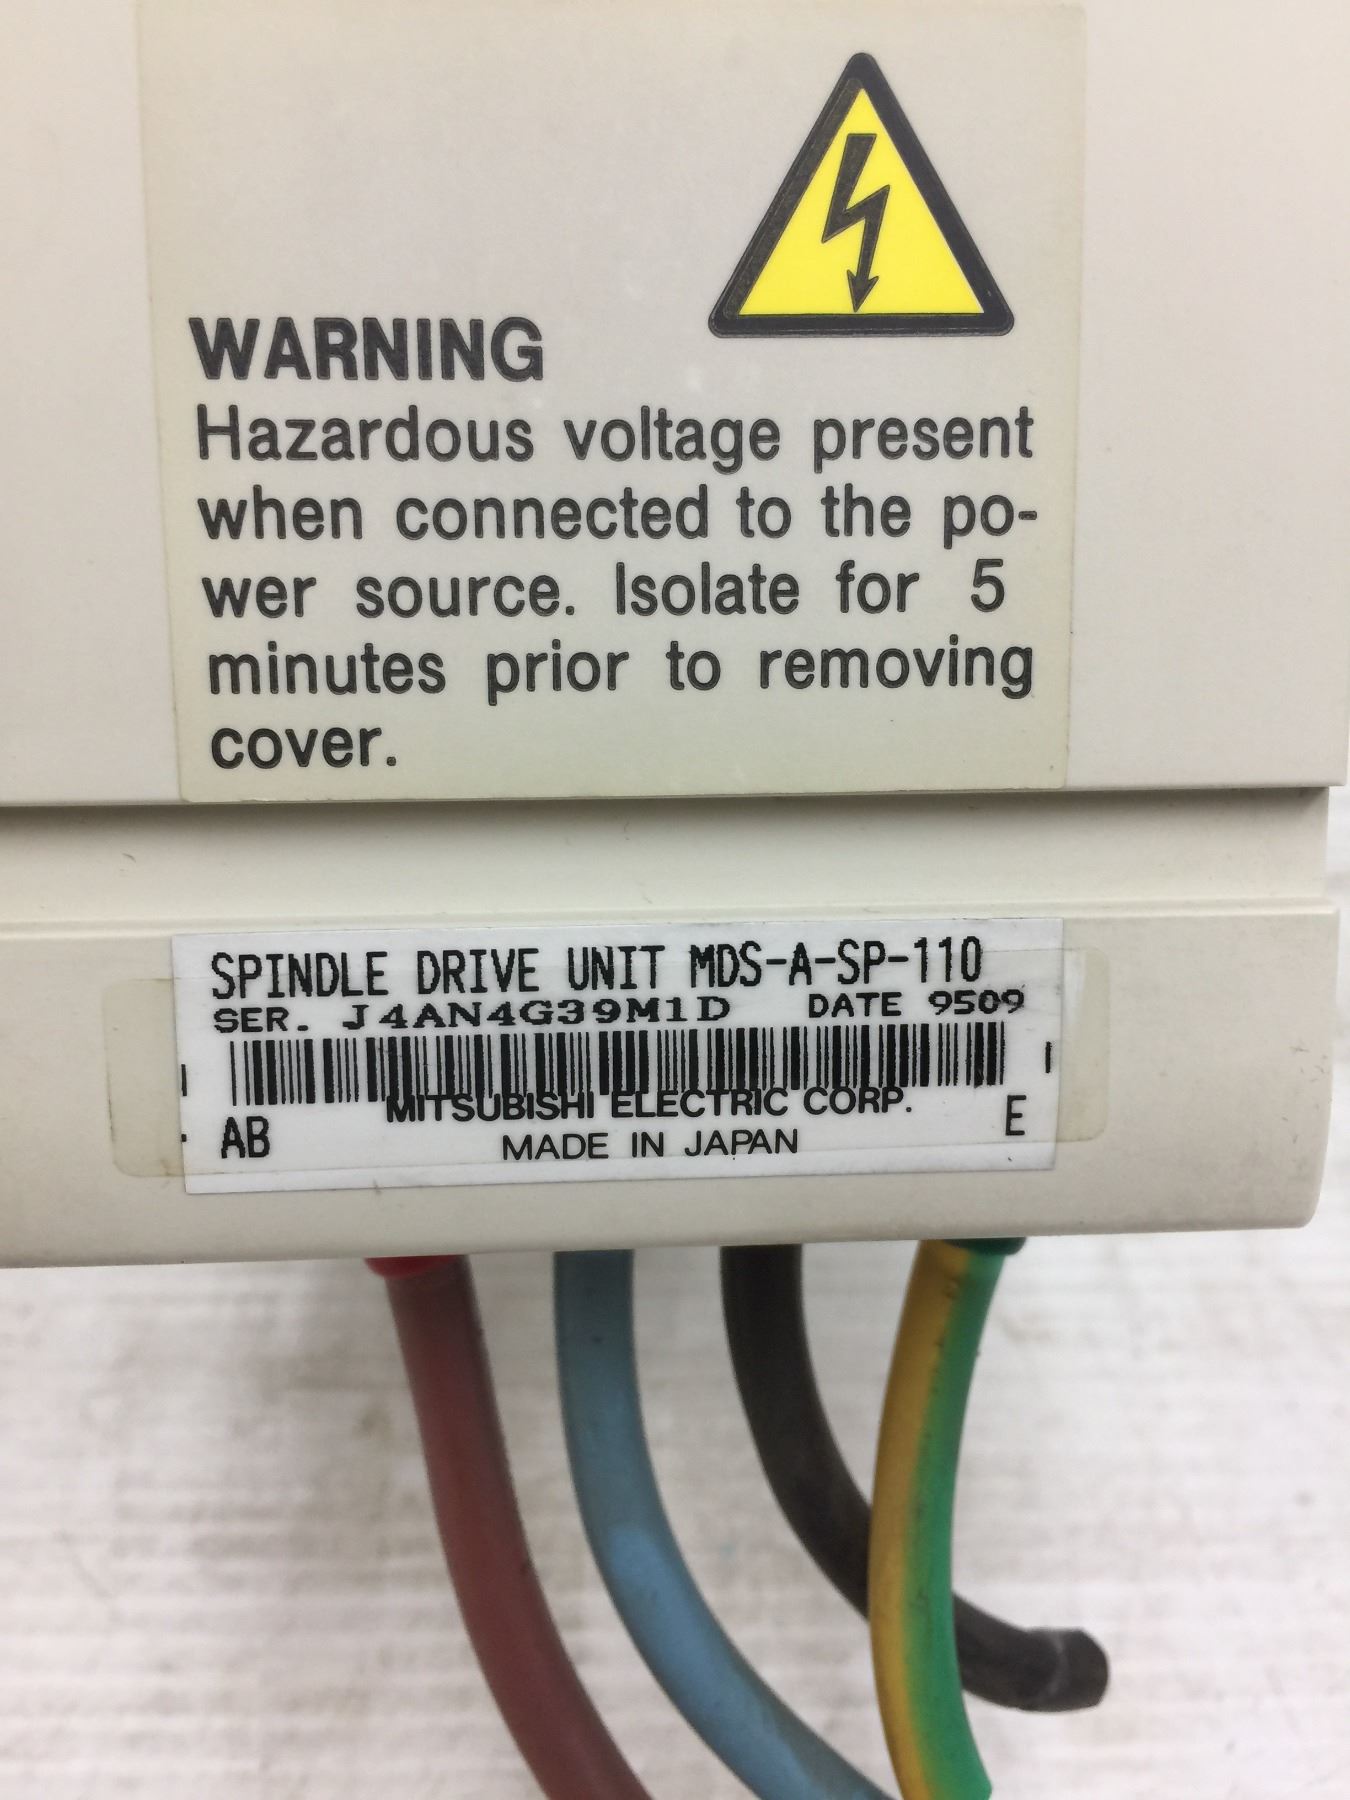 WARNING
Hazardous voltage present
when connected to the po-
wer source. Isolate for 5
minutes prior to removing
cover.
SPINDLE DRIVE UNIT MDS-A-SP-110
SER. J4AN4G39M1D DATE 9509
MITSUBISHI ELECTRIC CORP.
AB MADE IN JAPAN E